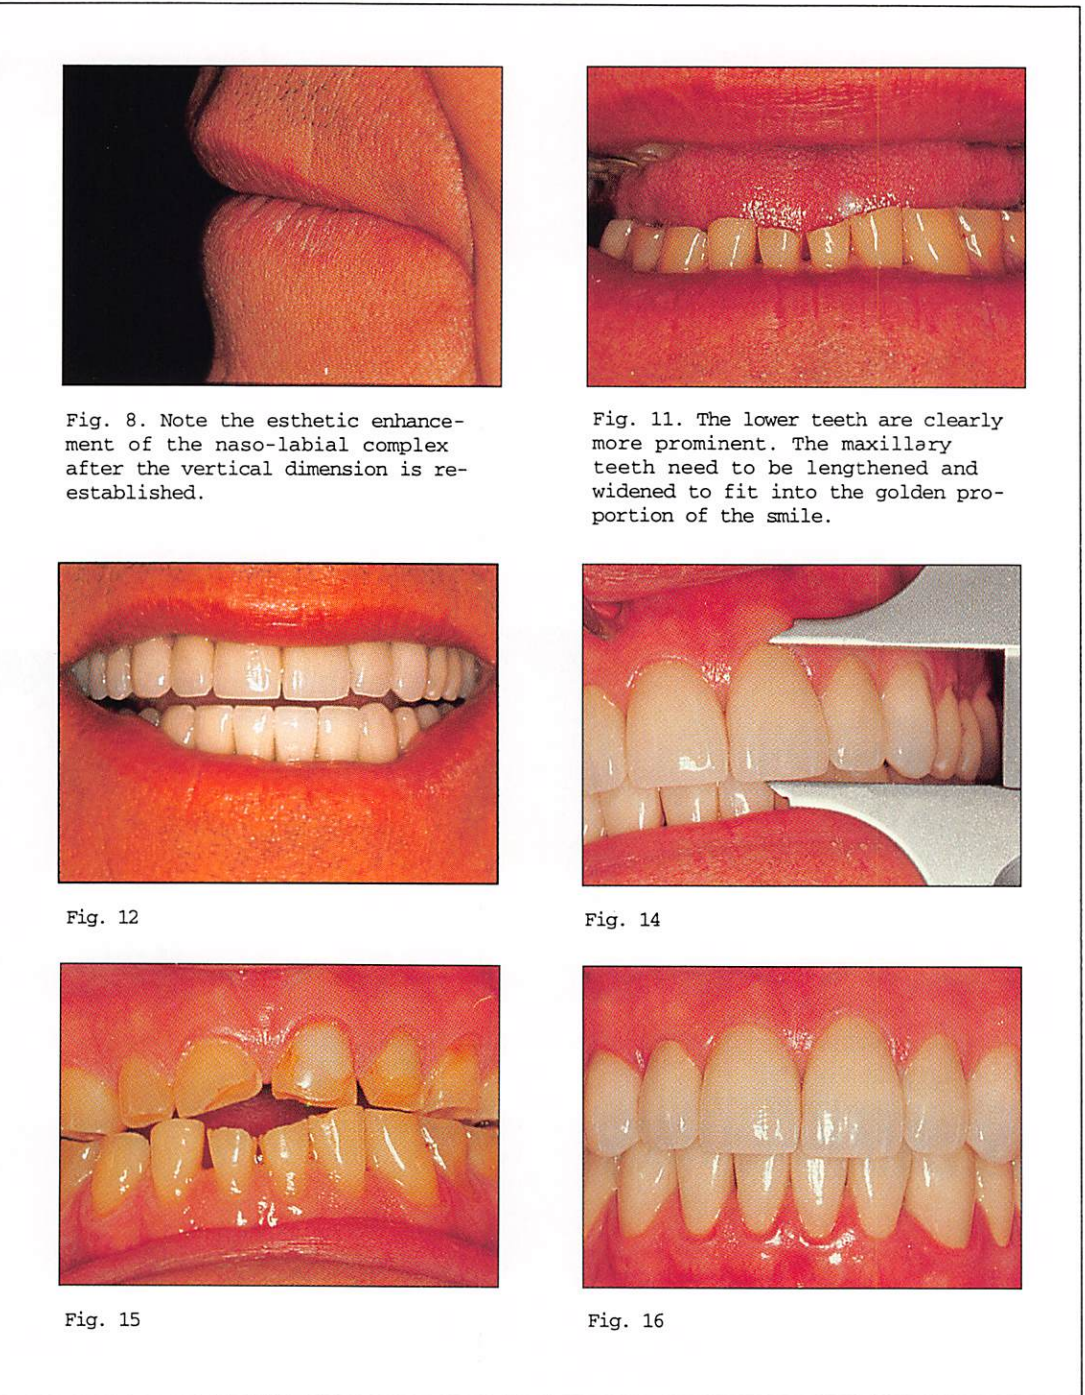 Fig. 8. Note the esthetic enhance-
ment of the naso-labial complex
after the vertical dimension is re-
established.
Fig. 11. The lower teeth are clearly
more prominent. The maxillary
teeth need to be lengthened and
widened to fit into the golden pro-
portion of the smile.
Fig. 12
Fig. 14
Fig. 15
Fig. 16